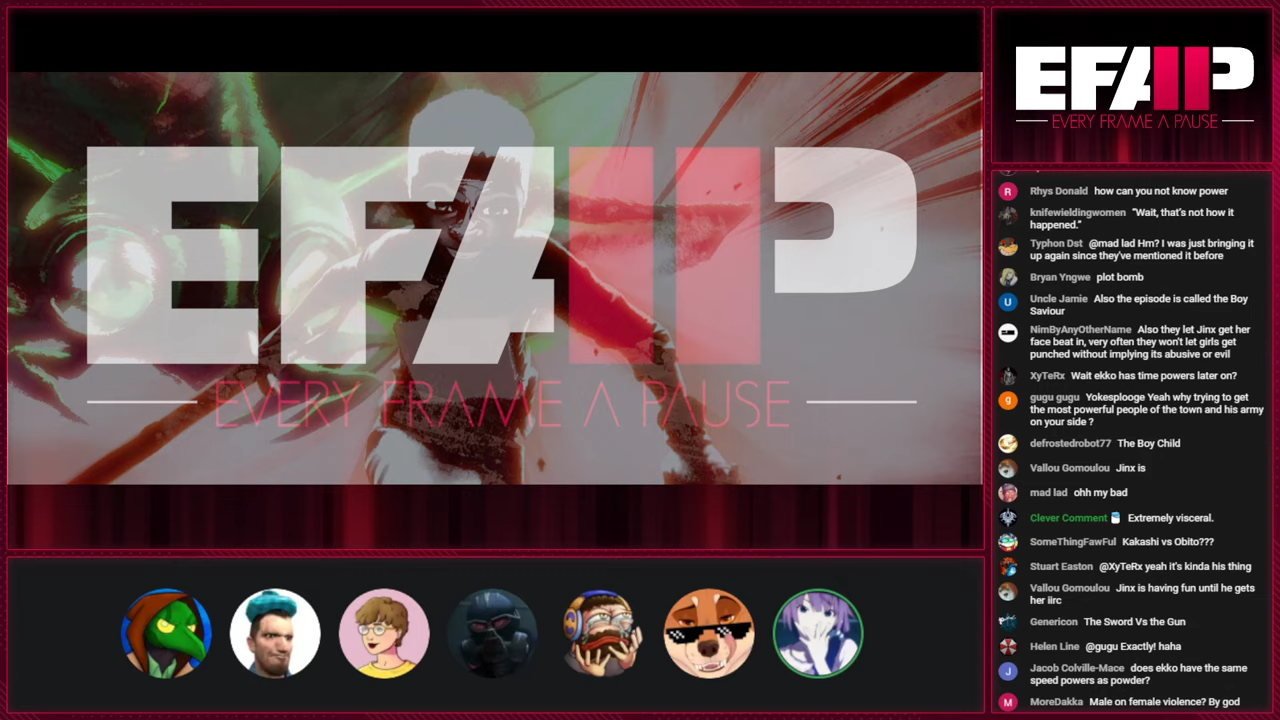 EFAIIP
EVERY FRAME A PAUSE
EFAIIP
EVERY FRAME A PAUSE
R
Rhys Donald how can you not know power
knifewieldingwomen “Wait, that's not how it
happened.”
Typhon Dst @mad lad Hm? I was just bringing it
up again since they've mentioned it before
Bryan Yngwe plot bomb
U
Uncle Jamie Also the episode is called the Boy
Saviour
NimByAnyOtherName Also they let Jinx get her
face beat in, very often they won't let girls get
punched without implying its abusive or evil
XyTeRx Wait ekko has time powers later on?
g
gugu gugu Yokesplooge Yeah why trying to get
the most powerful people of the town and his army
on your side ?
defrostedrobot77 The Boy Child
Vallou Gomoulou Jinx is
mad lad ohh my bad
Clever Comment Extremely visceral.
SomeThingFawFul Kakashi vs Obito???
Stuart Easton @XyTeRx yeah it's kinda his thing
Vallou Gomoulou Jinx is having fun until he gets
her iirc
Genericon The Sword Vs the Gun
Helen Line @gugu Exactly! haha
J
Jacob Colville-Mace does ekko have the same
speed powers as powder?
M
MoreDakka Male on female violence? By god